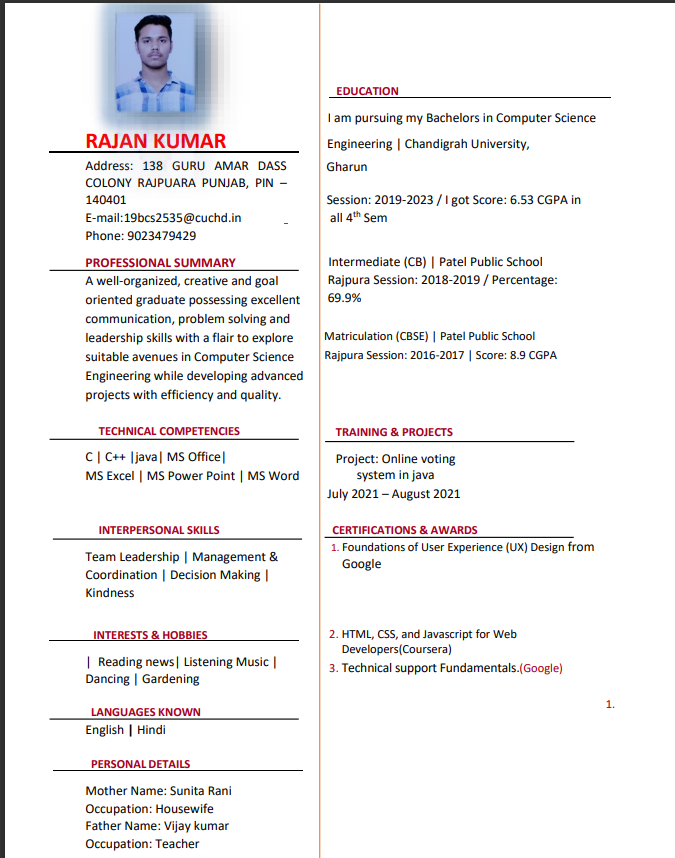 RAJAN KUMAR
Address: 138 GURU AMAR DASS
COLONY RAJPUARA PUNJAB, PIN –
140401
E-mail:19bcs2535@cuchd.in _
Phone: 9023479429
PROFESSIONAL SUMMARY
A well-organized, creative and goal
oriented graduate possessing excellent
communication, problem solving and
leadership skills with a flair to explore
suitable avenues in Computer Science
Engineering while developing advanced
projects with efficiency and quality.
TECHNICAL COMPETENCIES
C | C++ |java| MS Office|
MS Excel | MS Power Point | MS Word
INTERPERSONAL SKILLS
Team Leadership | Management &
Coordination | Decision Making |
Kindness
INTERESTS & HOBBIES
| Reading news| Listening Music |
Dancing | Gardening
LANGUAGES KNOWN
English | Hindi
PERSONAL DETAILS
Mother Name: Sunita Rani
Occupation: Housewife
Father Name: Vijay kumar
Occupation: Teacher
EDUCATION
I am pursuing my Bachelors in Computer Science
Engineering | Chandigrah University,
Gharun
Session: 2019-2023 / I got Score: 6.53 CGPA in
all 4th Sem
Intermediate (CB) | Patel Public School
Rajpura Session: 2018-2019 / Percentage:
69.9%
Matriculation (CBSE) | Patel Public School
Rajpura Session: 2016-2017 | Score: 8.9 CGPA
TRAINING & PROJECTS
Project: Online voting
system in java
July 2021 – August 2021
CERTIFICATIONS & AWARDS
1. Foundations of User Experience (UX) Design from
Google
2. HTML, CSS, and Javascript for Web
Developers(Coursera)
3. Technical support Fundamentals.(Google)
1.